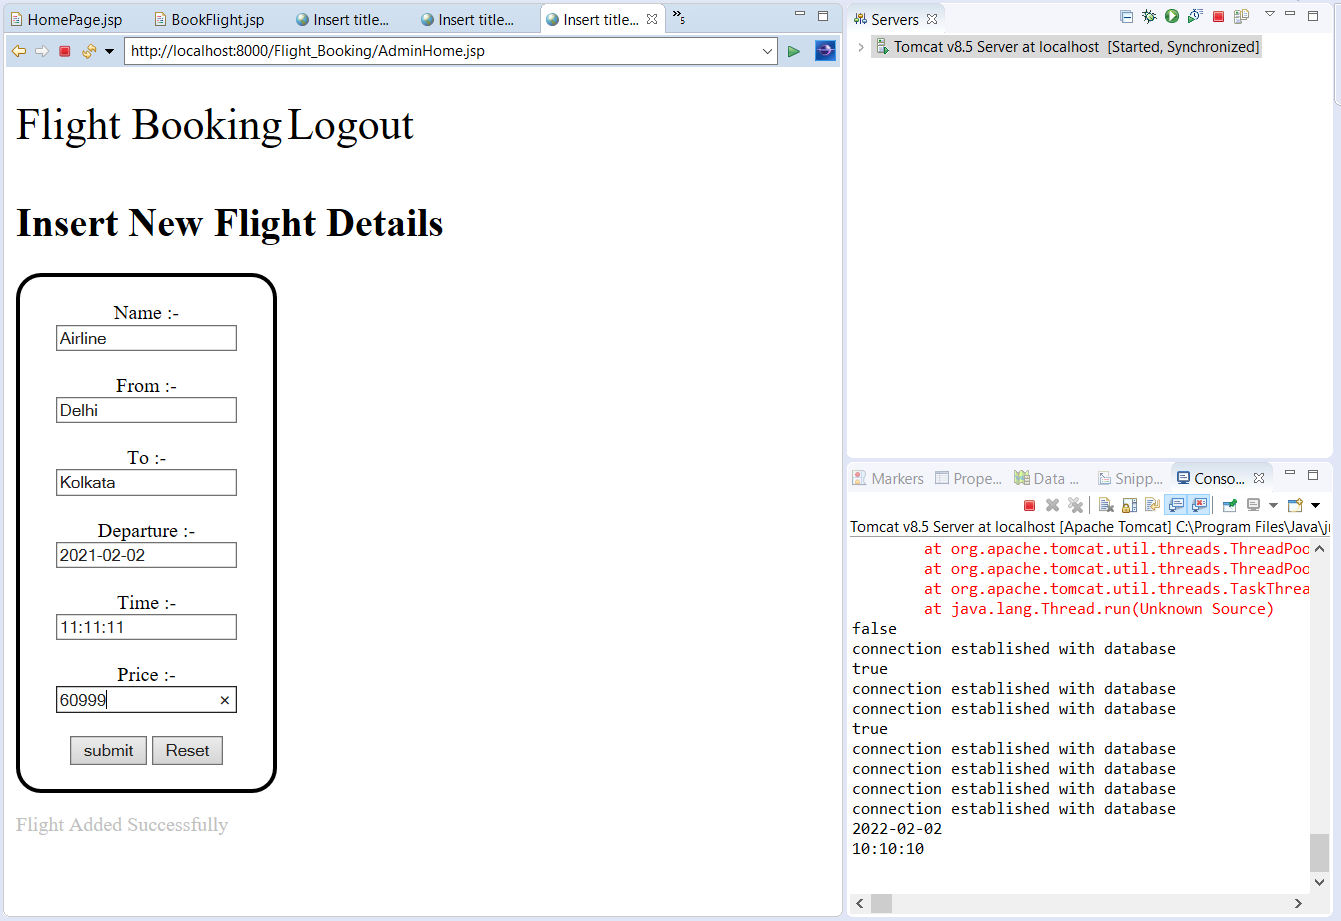 HomePage.jsp BookFlight.jsp Insert title... Insert title... Insert title... »5
http://localhost:8000/Flight_Booking/AdminHome.jsp
Flight Booking Logout
Insert New Flight Details
Name :-
Airline
From :-
Delhi
To :-
Kolkata
Departure :-
2021-02-02
Time :-
11:11:11
Price :-
60999
submit Reset
Flight Added Successfully
Servers
Tomcat v8.5 Server at localhost [Started, Synchronized]
Markers Prope... Data ... Snipp... Conso...
Tomcat v8.5 Server at localhost [Apache Tomcat] C:\Program Files\Java\jr
at org.apache.tomcat.util.threads.ThreadPoo
at org.apache.tomcat.util.threads.ThreadPoo
at org.apache.tomcat.util.threads.TaskThrea
at java.lang.Thread.run(Unknown Source)
false
connection established with database
true
connection established with database
connection established with database
true
connection established with database
connection established with database
connection established with database
connection established with database
2022-02-02
10:10:10